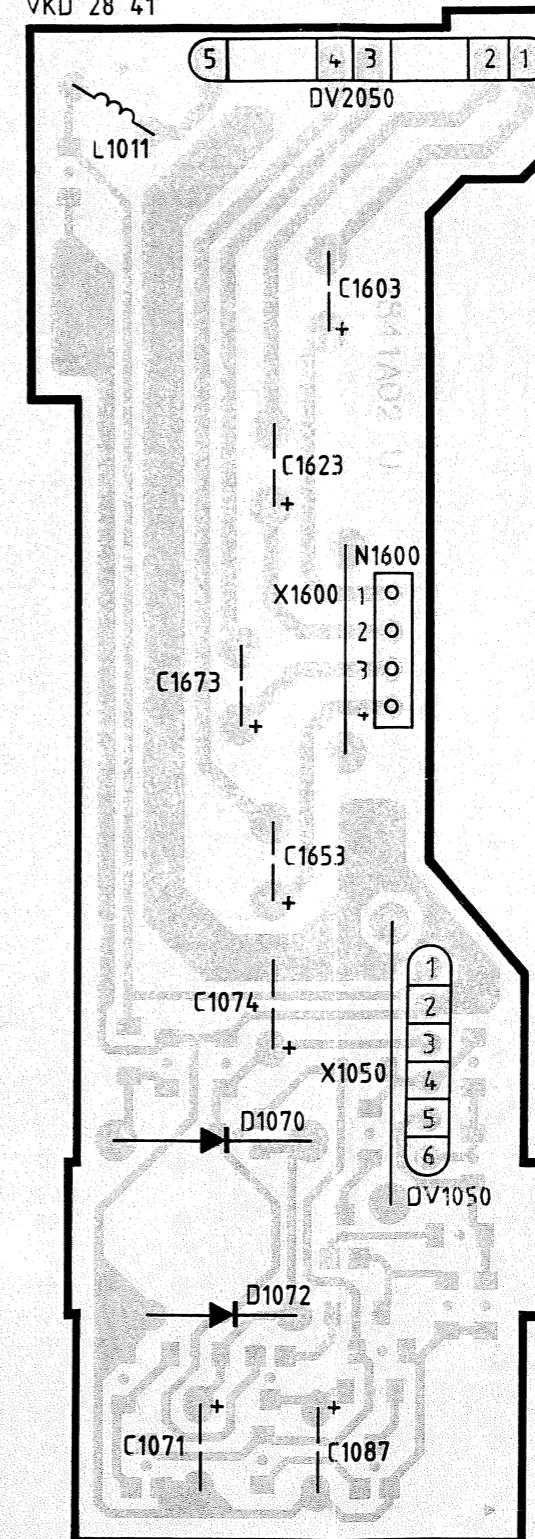 VKD 28 41
5 4 3 2 1
DV2050
L1011
C1603
+
C1623
+
N1600
X1600
1
2
3
4
C1673
+
C1653
+
1
2
3
4
5
6
C1074
+
X1050
D1070
DV1050
D1072
+ +
C1071
C1087